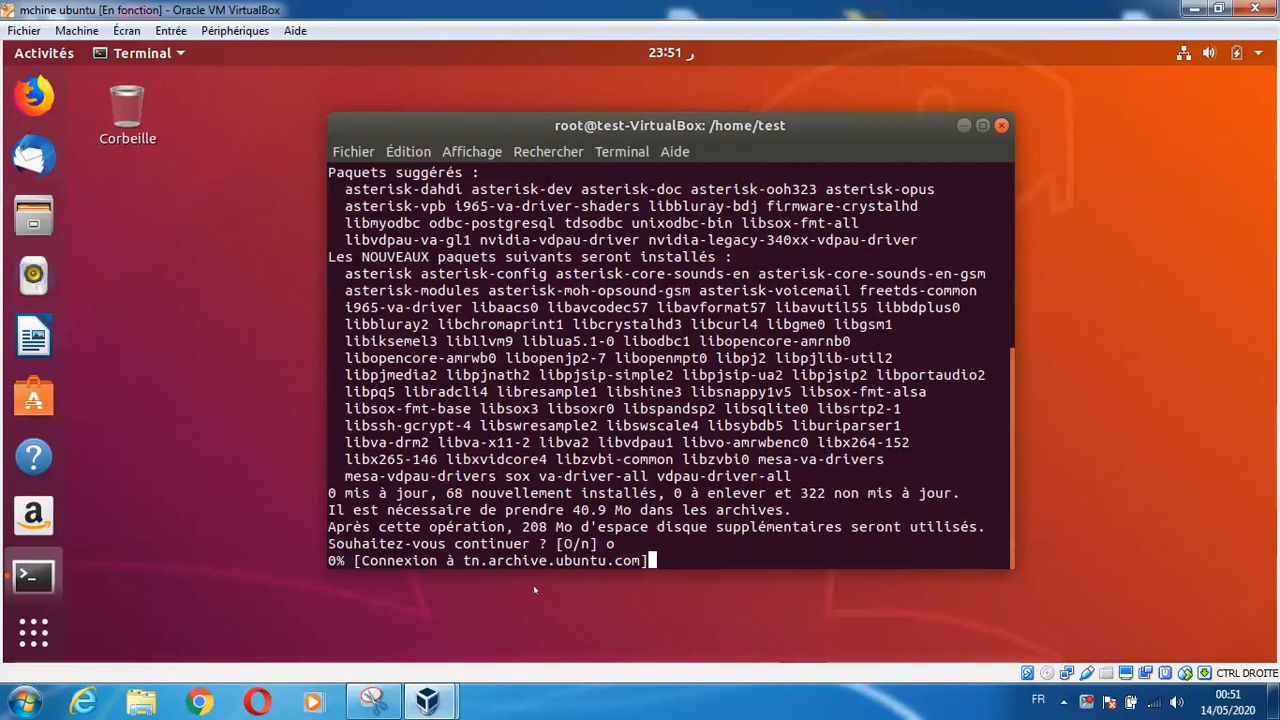 mchine ubuntu [En fonction] - Oracle VM VirtualBox
Fichier Machine Écran Entrée Périphériques Aide
Activités Terminal 23:51 ر
Corbeille
root@test-VirtualBox: /home/test
Fichier Édition Affichage Rechercher Terminal Aide
Paquets suggérés :
asterisk-dahdi asterisk-dev asterisk-doc asterisk-ooh323 asterisk-opus
asterisk-vpb i965-va-driver-shaders libbluray-bdj firmware-crystalhd
libmyodbc odbc-postgresql tdsodbc unixodbc-bin libsox-fmt-all
libvdpau-va-gl1 nvidia-vdpau-driver nvidia-legacy-340xx-vdpau-driver
Les NOUVEAUX paquets suivants seront installés :
asterisk asterisk-config asterisk-core-sounds-en asterisk-core-sounds-en-gsm
asterisk-modules asterisk-moh-opsound-gsm asterisk-voicemail freetds-common
i965-va-driver libaacs0 libavcodec57 libavformat57 libavutil55 libbdplus0
libbluray2 libchromaprint1 libcrystalhd3 libcurl4 libgme0 libgsm1
libiksemel3 libllvm9 liblua5.1-0 libodbc1 libopencore-amrnb0
libopencore-amrwb0 libopenjp2-7 libopenmpt0 libpj2 libpjlib-util2
libpjmedia2 libpjnath2 libpjsip-simple2 libpjsip-ua2 libpjsip2 libportaudio2
libpq5 libradcli4 libresample1 libshine3 libsnappy1v5 libsox-fmt-alsa
libsox-fmt-base libsox3 libsoxr0 libspandsp2 libsqlite0 libsrtp2-1
libssh-gcrypt-4 libswresample2 libswscale4 libsybdb5 liburiparser1
libva-drm2 libva-x11-2 libva2 libvdpau1 libvo-amrwbenc0 libx264-152
libx265-146 libxvidcore4 libzvbi-common libzvbi0 mesa-va-drivers
mesa-vdpau-drivers sox va-driver-all vdpau-driver-all
0 mis à jour, 68 nouvellement installés, 0 à enlever et 322 non mis à jour.
Il est nécessaire de prendre 40.9 Mo dans les archives.
Après cette opération, 208 Mo d'espace disque supplémentaires seront utilisés.
Souhaitez-vous continuer ? [O/n] o
0% [Connexion à tn.archive.ubuntu.com]
CTRL DROITE
FR 00:51
14/05/2020